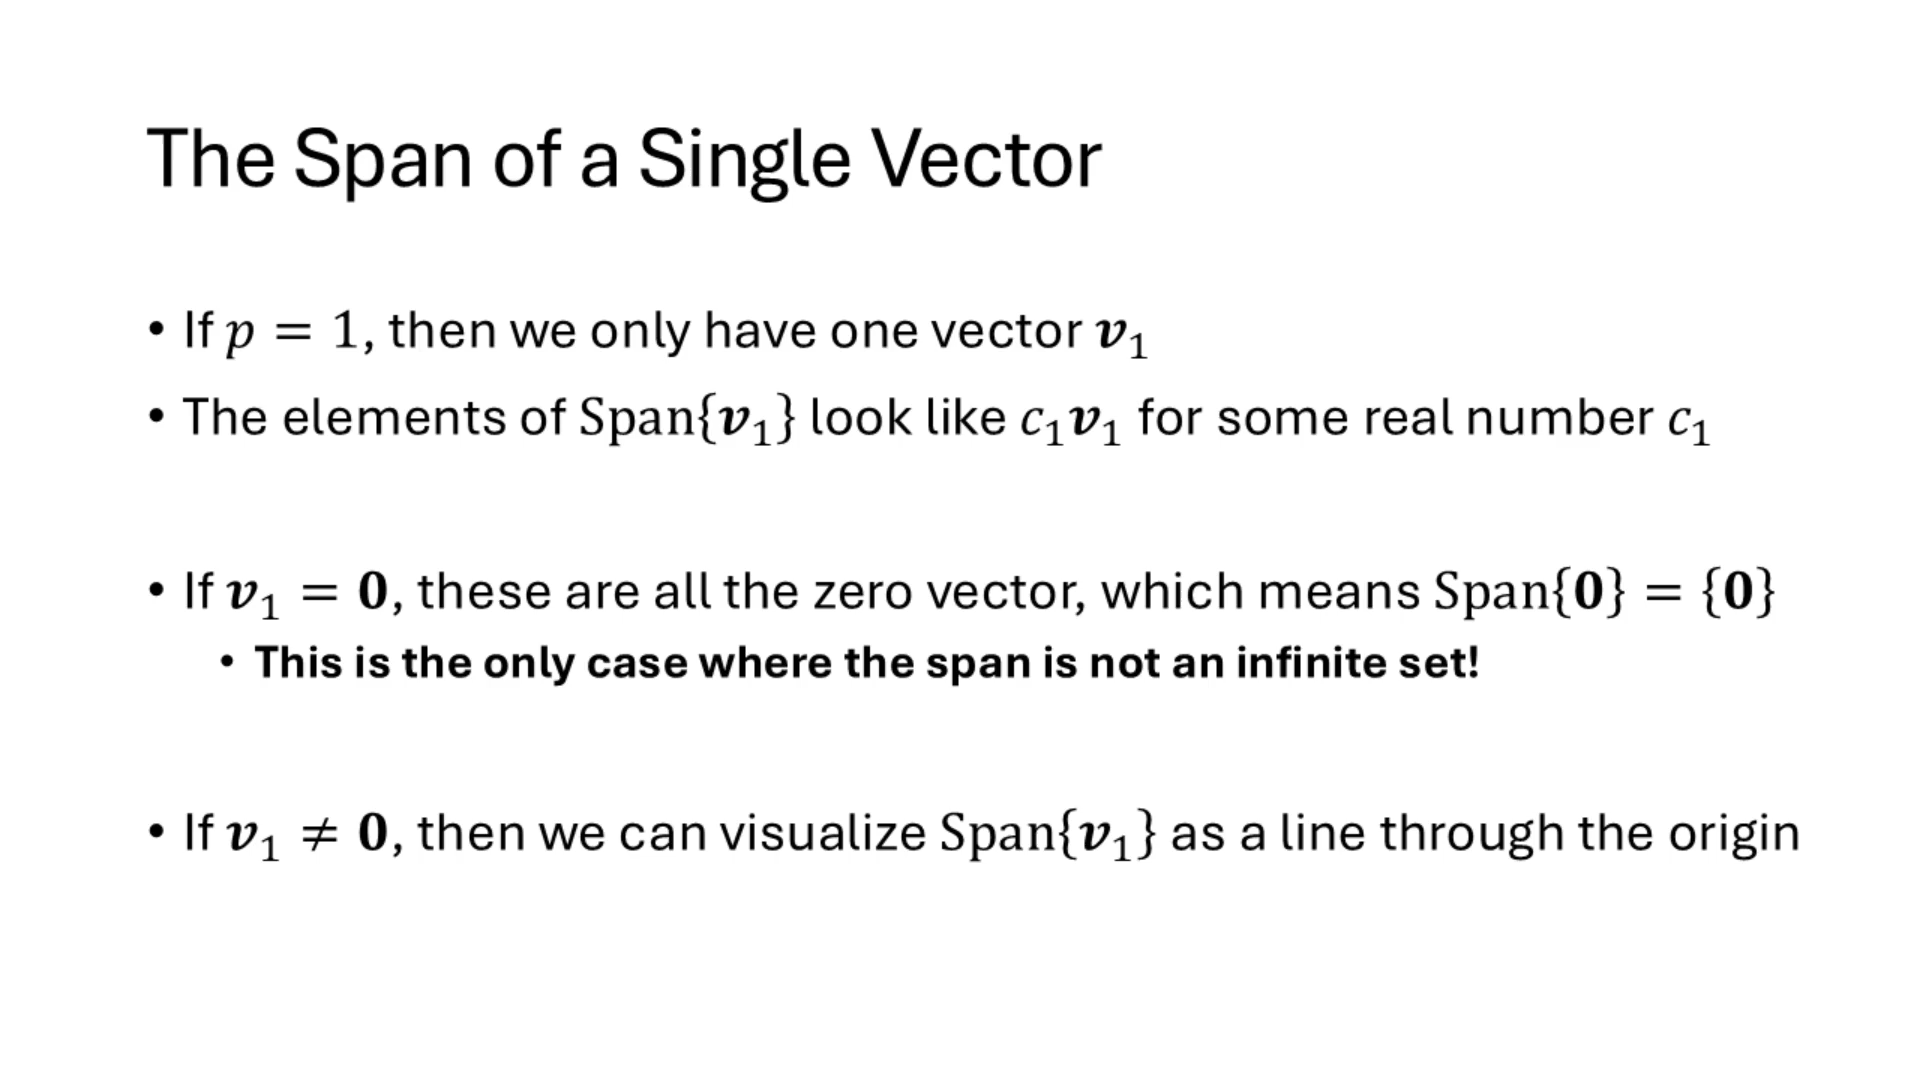 The Span of a Single Vector
• If 𝑝 = 1, then we only have one vector 𝒗₁
• The elements of Span{𝒗₁} look like 𝑐₁𝒗₁ for some real number 𝑐₁
• If 𝒗₁ = 𝟎, these are all the zero vector, which means Span{𝟎} = {𝟎}
• This is the only case where the span is not an infinite set!
• If 𝒗₁ ≠ 𝟎, then we can visualize Span{𝒗₁} as a line through the origin